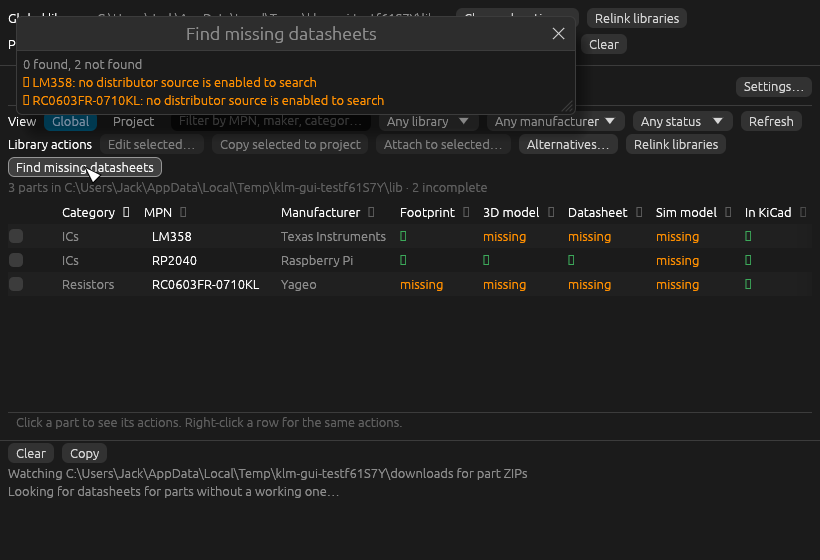 Relink libraries
Clear
Find missing datasheets
0 found, 2 not found
LM358: no distributor source is enabled to search
RC0603FR-0710KL: no distributor source is enabled to search
Settings…
View Global Project Filter by MPN, maker, categor… Any library Any manufacturer Any status Refresh
Library actions Edit selected… Copy selected to project Attach to selected… Alternatives… Relink libraries
Find missing datasheets
3 parts in C:\Users\Jack\AppData\Local\Temp\klm-gui-testf61S7Y\lib · 2 incomplete
Category MPN Manufacturer Footprint 3D model Datasheet Sim model In KiCad
ICs LM358 Texas Instruments missing missing missing
ICs RP2040 Raspberry Pi missing
Resistors RC0603FR-0710KL Yageo missing missing missing missing
Click a part to see its actions. Right-click a row for the same actions.
Clear Copy
Watching C:\Users\Jack\AppData\Local\Temp\klm-gui-testf61S7Y\downloads for part ZIPs
Looking for datasheets for parts without a working one…